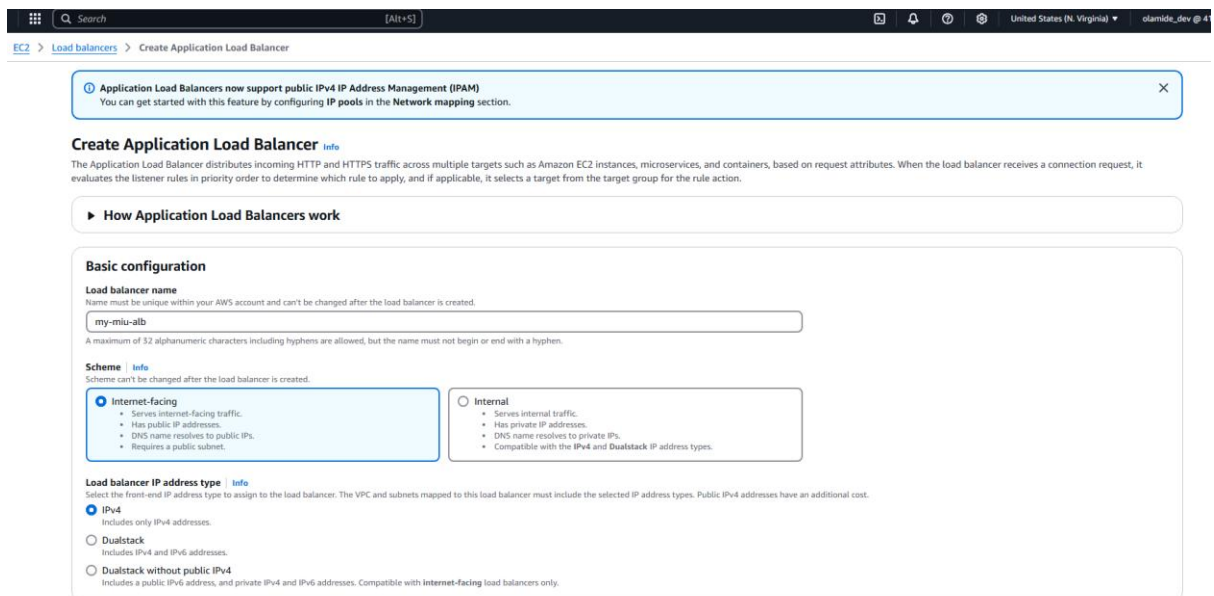 Search [Alt+S] United States (N. Virginia) ▼ olamide_dev @ 41
EC2 > Load balancers > Create Application Load Balancer
Application Load Balancers now support public IPv4 IP Address Management (IPAM)
You can get started with this feature by configuring IP pools in the Network mapping section.
Create Application Load Balancer Info
The Application Load Balancer distributes incoming HTTP and HTTPS traffic across multiple targets such as Amazon EC2 instances, microservices, and containers, based on request attributes. When the load balancer receives a connection request, it
evaluates the listener rules in priority order to determine which rule to apply, and if applicable, it selects a target from the target group for the rule action.
▶ How Application Load Balancers work
Basic configuration
Load balancer name
Name must be unique within your AWS account and can't be changed after the load balancer is created.
my-miu-alb
A maximum of 32 alphanumeric characters including hyphens are allowed, but the name must not begin or end with a hyphen.
Scheme | Info
Scheme can't be changed after the load balancer is created.
Internet-facing
• Serves internet-facing traffic.
• Has public IP addresses.
• DNS name resolves to public IPs.
• Requires a public subnet.
Internal
• Serves internal traffic.
• Has private IP addresses.
• DNS name resolves to private IPs.
• Compatible with the IPv4 and Dualstack IP address types.
Load balancer IP address type | Info
Select the front-end IP address type to assign to the load balancer. The VPC and subnets mapped to this load balancer must include the selected IP address types. Public IPv4 addresses have an additional cost.
IPv4
Includes only IPv4 addresses.
Dualstack
Includes IPv4 and IPv6 addresses.
Dualstack without public IPv4
Includes a public IPv6 address, and private IPv4 and IPv6 addresses. Compatible with internet-facing load balancers only.